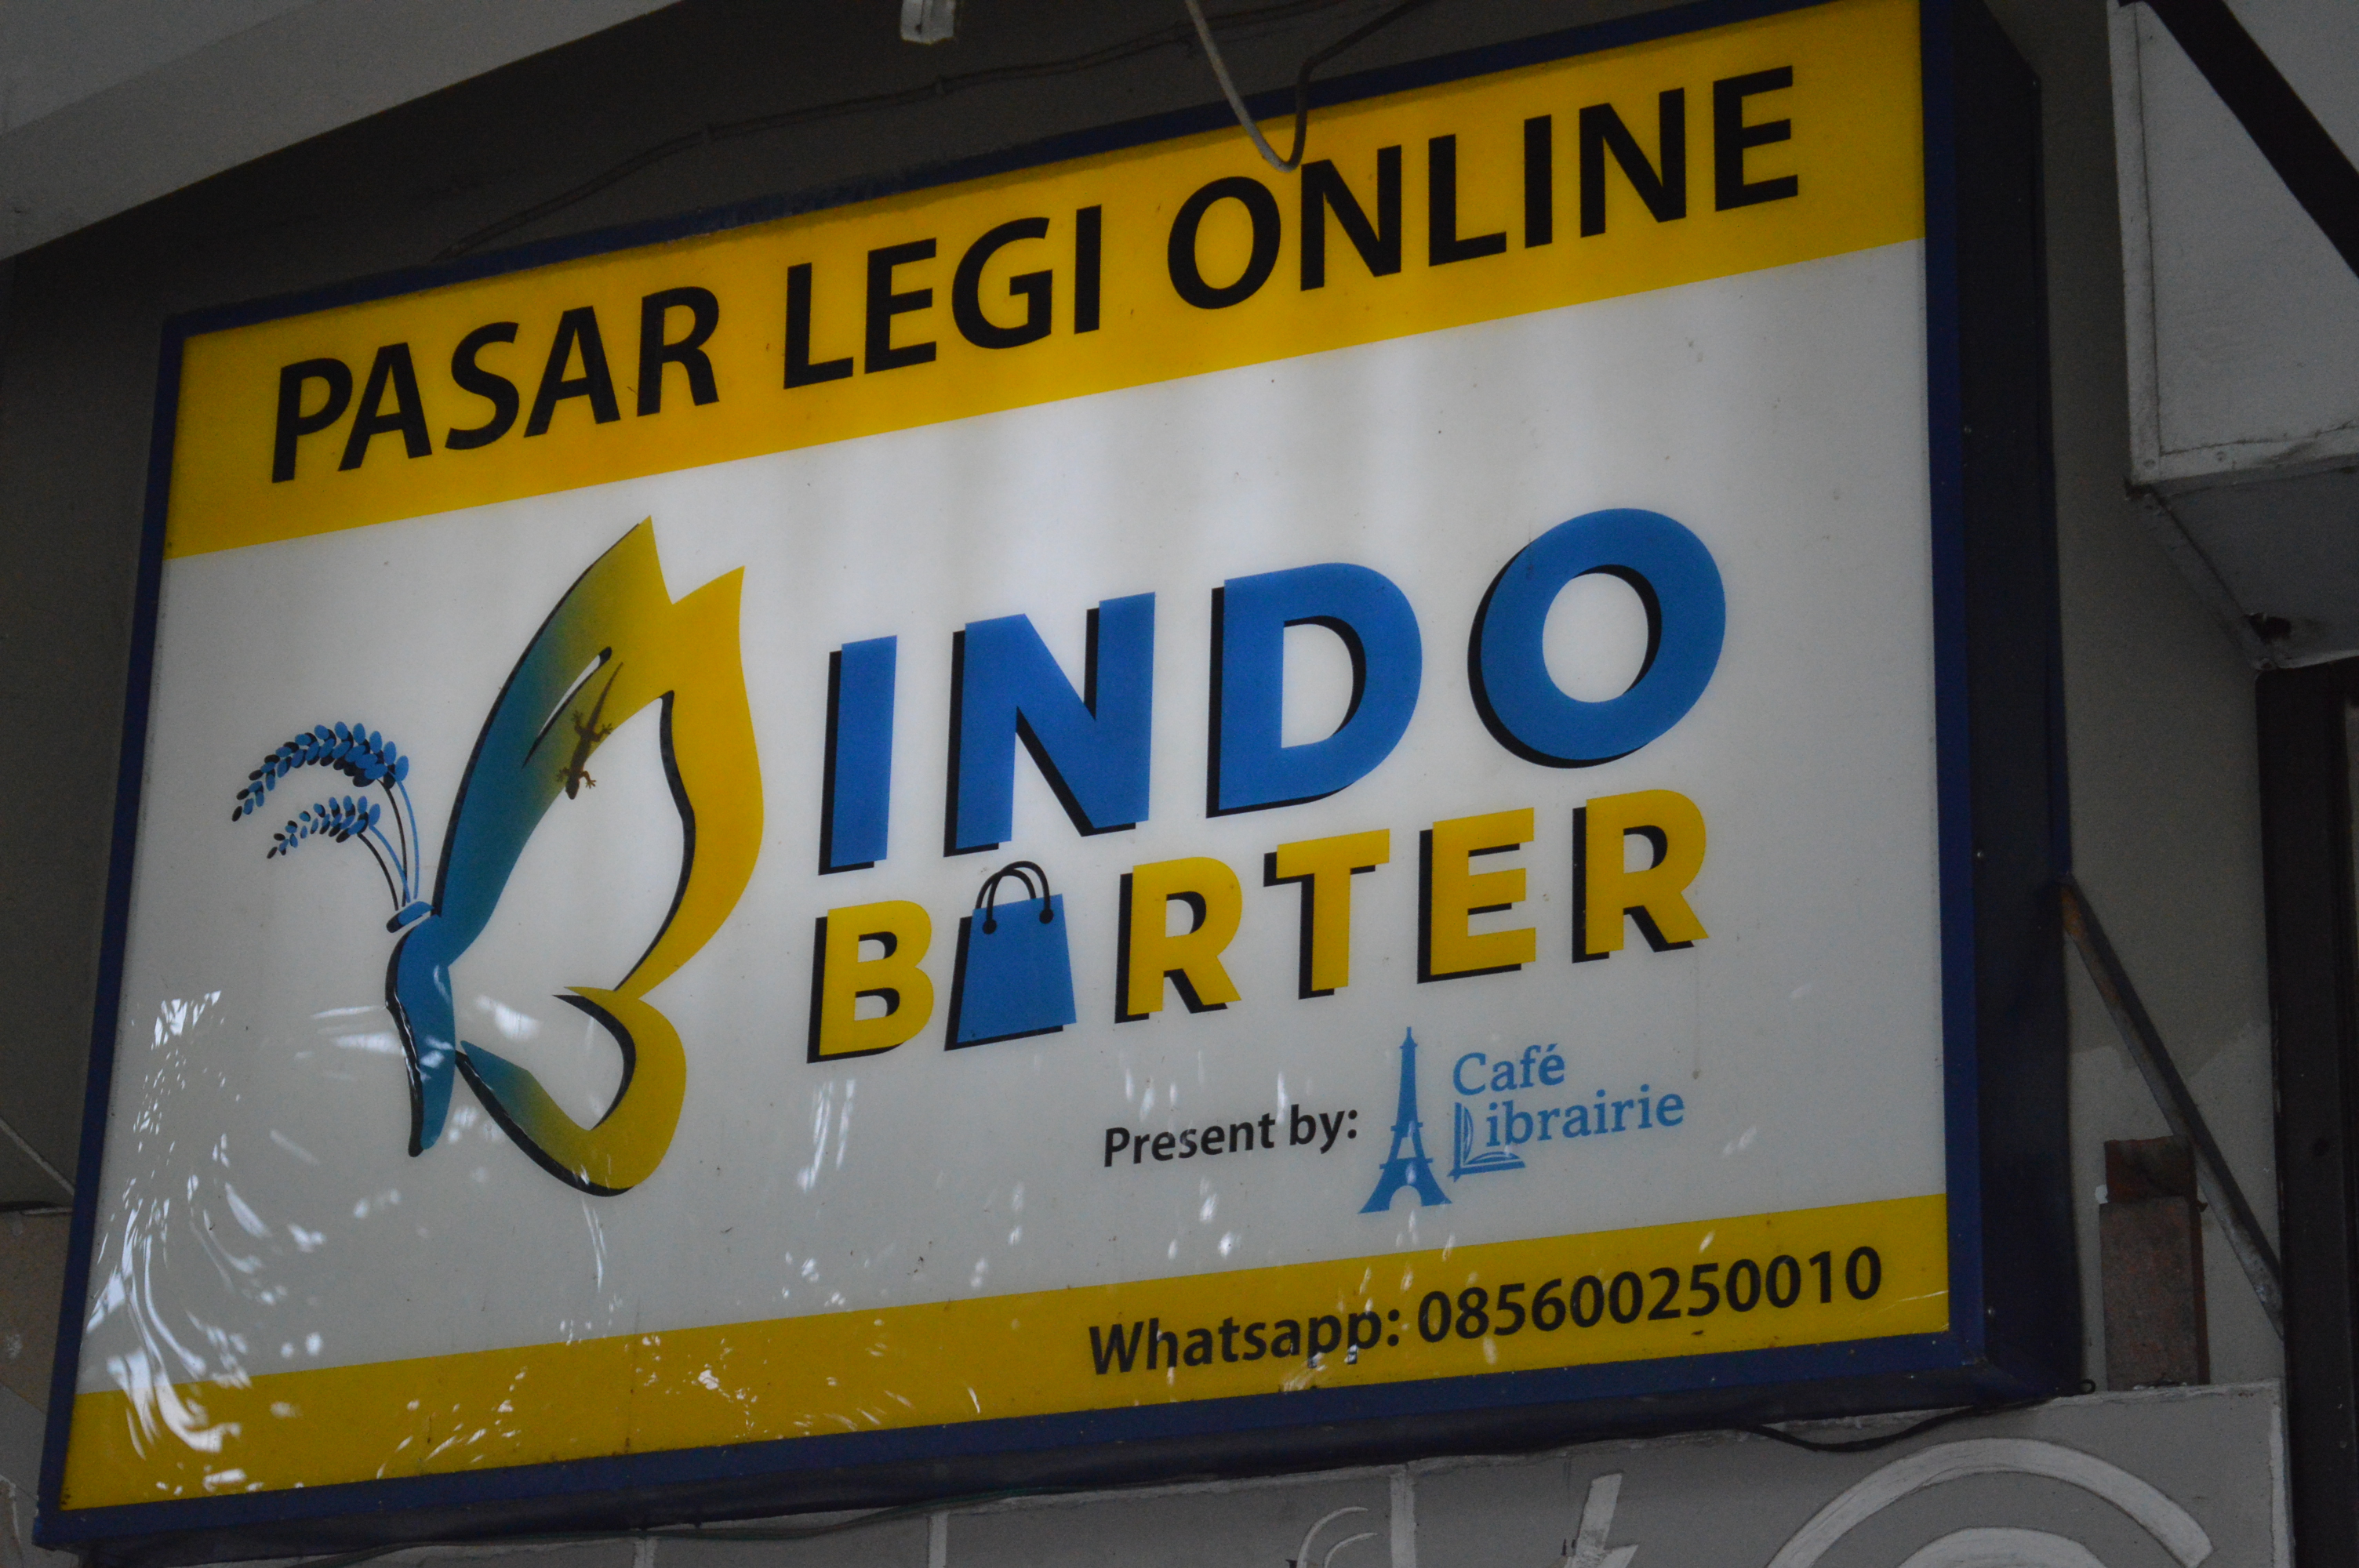 PASAR LEGI ONLINE
INDO
BARTER
Present by:
Café
Librairie
Whatsapp: 085600250010